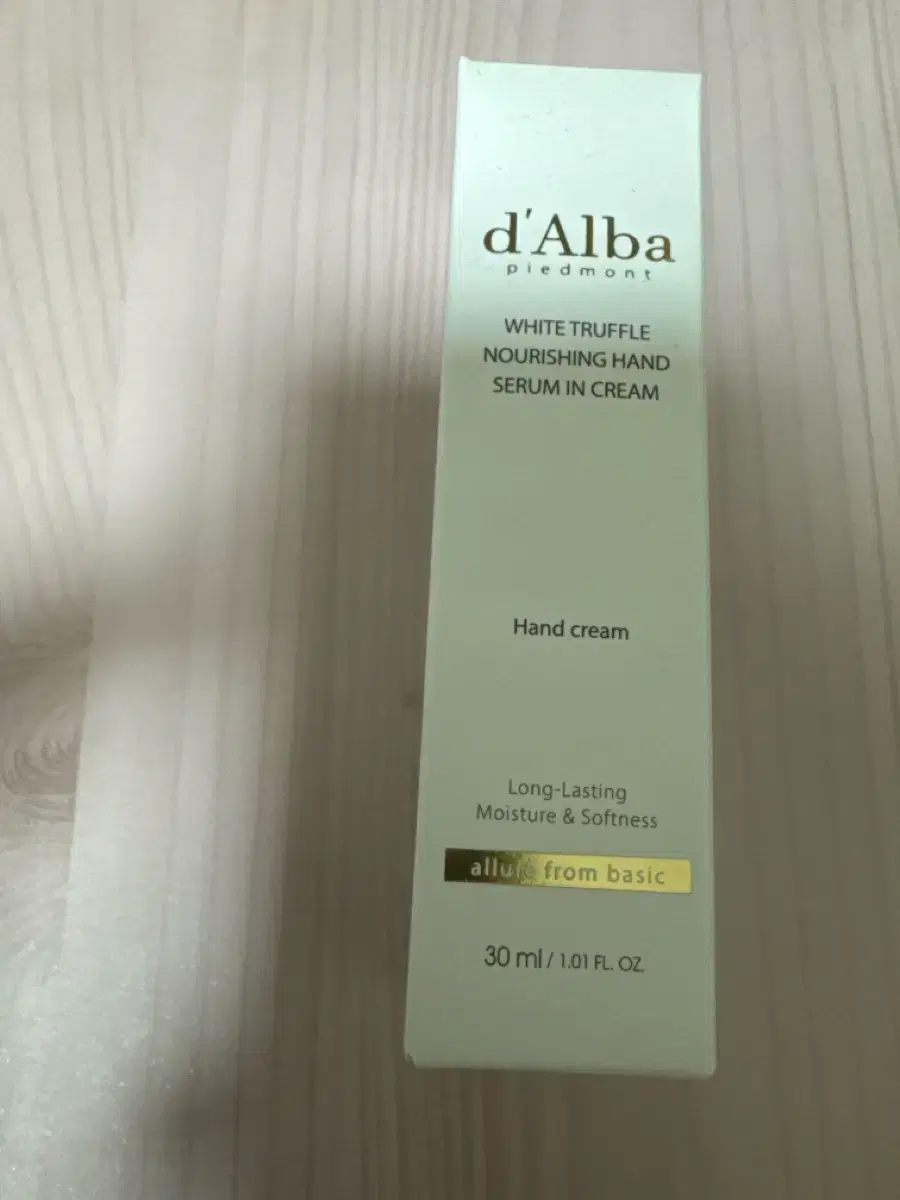 d'Alba
piedmont
WHITE TRUFFLE
NOURISHING HAND
SERUM IN CREAM
Hand cream
Long-Lasting
Moisture & Softness
allure from basic
30 ml / 1.01 FL. OZ.